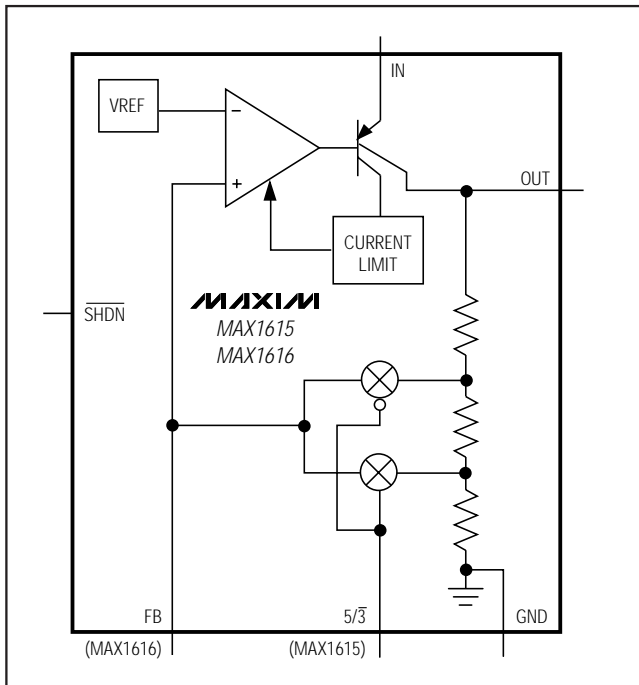 IN
VREF
−
+
OUT
CURRENT
LIMIT
SHDN
MAXIM
MAX1615
MAX1616
FB
5/3̅
GND
(MAX1616)
(MAX1615)